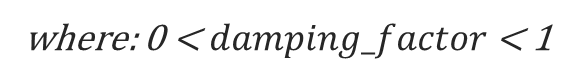 where: 0 < damping_factor < 1